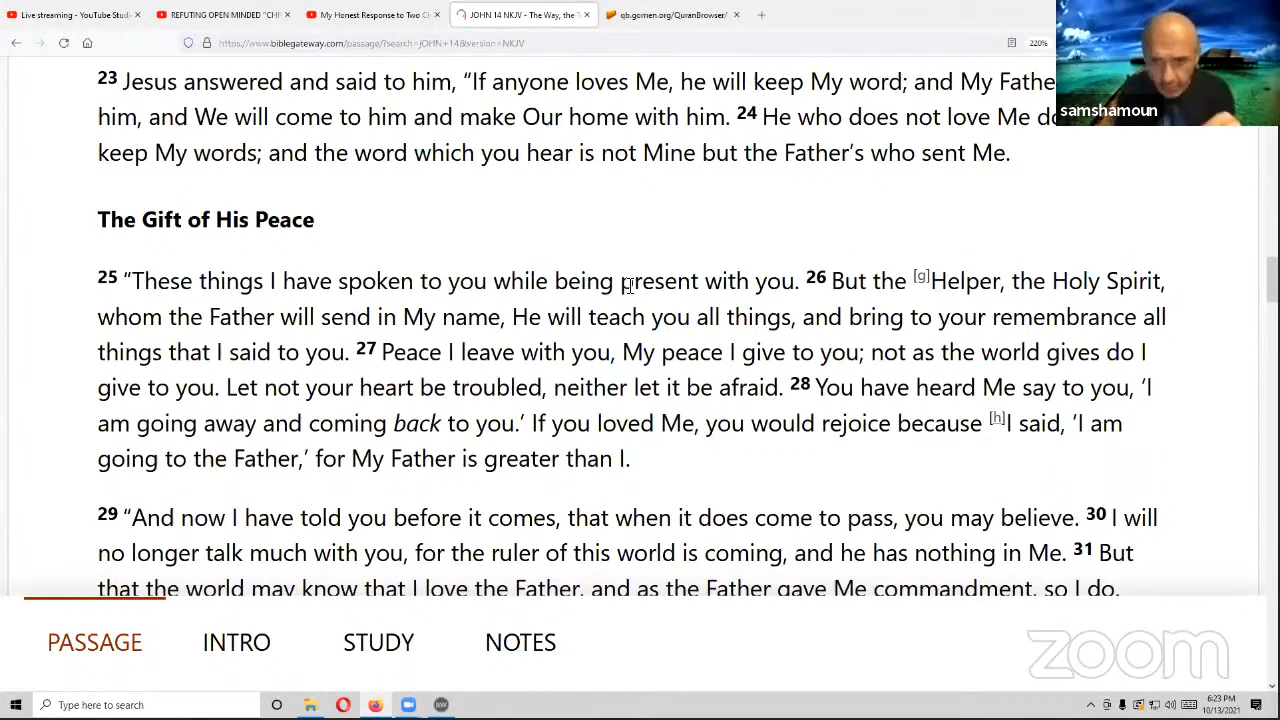 Live streaming - YouTube Studi
REFUTING OPEN MINDED "CHR
My Honest Response to Two Ch
JOHN 14 NKJV - The Way, the T
qb.gomen.org/QuranBrowser/
220%
samshamoun
23 Jesus answered and said to him, “If anyone loves Me, he will keep My word; and My Father
him, and We will come to him and make Our home with him. 24 He who does not love Me do
keep My words; and the word which you hear is not Mine but the Father’s who sent Me.
The Gift of His Peace
25 “These things I have spoken to you while being present with you. 26 But the [g]Helper, the Holy Spirit,
whom the Father will send in My name, He will teach you all things, and bring to your remembrance all
things that I said to you. 27 Peace I leave with you, My peace I give to you; not as the world gives do I
give to you. Let not your heart be troubled, neither let it be afraid. 28 You have heard Me say to you, ‘I
am going away and coming back to you.’ If you loved Me, you would rejoice because [h]I said, ‘I am
going to the Father,’ for My Father is greater than I.
29 “And now I have told you before it comes, that when it does come to pass, you may believe. 30 I will
no longer talk much with you, for the ruler of this world is coming, and he has nothing in Me. 31 But
that the world may know that I love the Father, and as the Father gave Me commandment, so I do.
PASSAGE INTRO STUDY NOTES
zoom
Type here to search
6:23 PM
10/13/2021